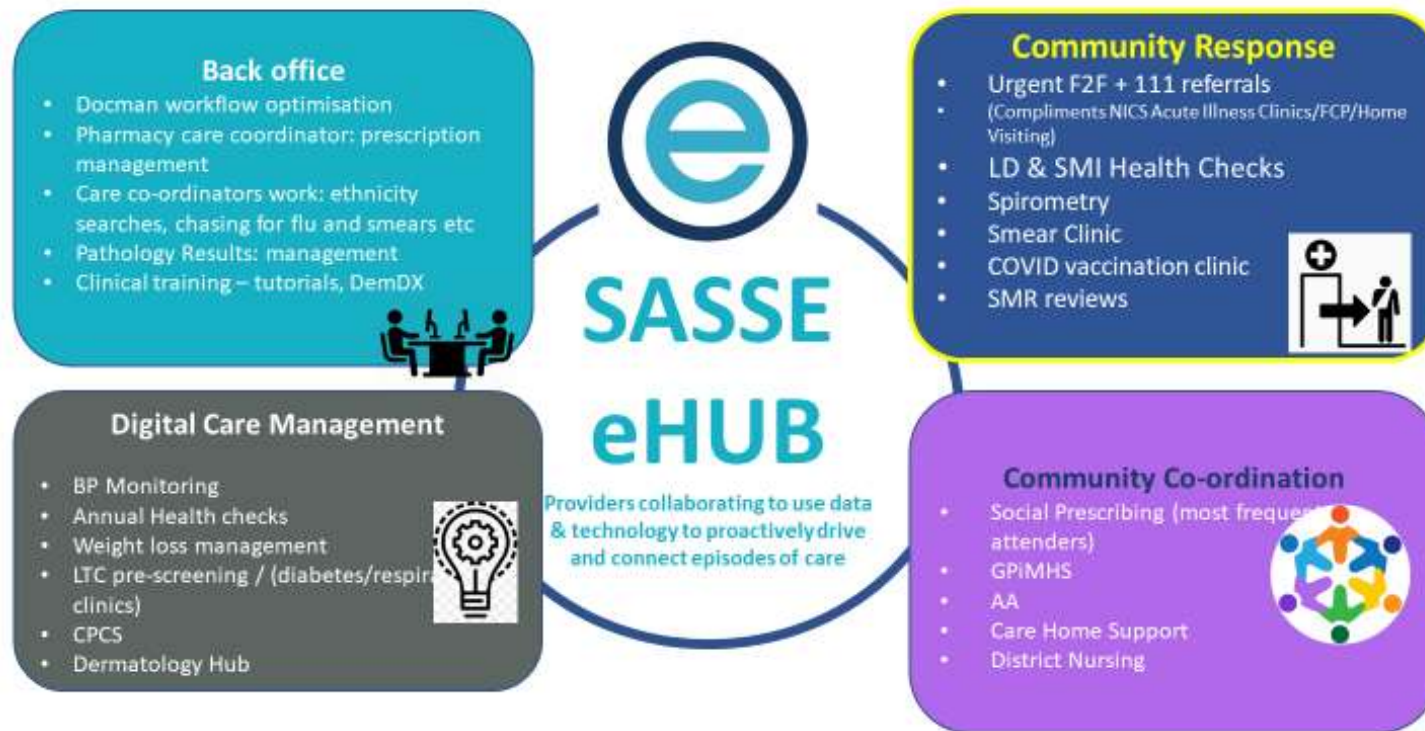 Back office
• Docman workflow optimisation
• Pharmacy care coordinator: prescription
management
• Care co-ordinators work: ethnicity
searches, chasing for flu and smears etc
• Pathology Results: management
• Clinical training – tutorials, DemDX
Community Response
• Urgent F2F + 111 referrals
• (Compliments NICS Acute Illness Clinics/FCP/Home
Visiting)
• LD & SMI Health Checks
• Spirometry
• Smear Clinic
• COVID vaccination clinic
• SMR reviews
e
SASSE
eHUB
Providers collaborating to use data
& technology to proactively drive
and connect episodes of care
Digital Care Management
• BP Monitoring
• Annual Health checks
• Weight loss management
• LTC pre-screening / (diabetes/respira
clinics)
• CPCS
• Dermatology Hub
Community Co-ordination
• Social Prescribing (most frequen
attenders)
• GPiMHS
• AA
• Care Home Support
• District Nursing